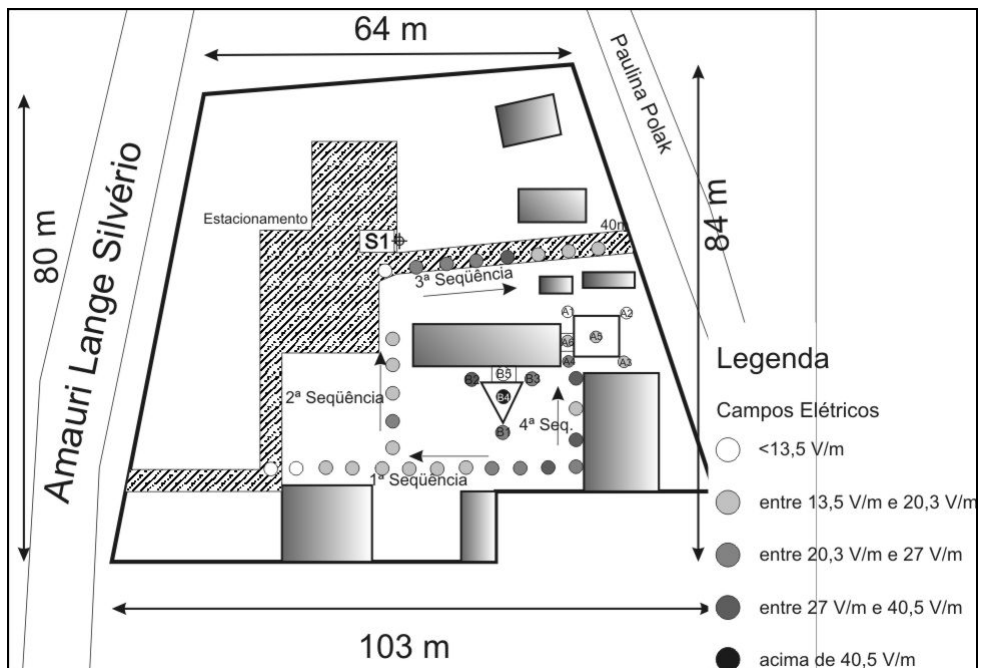 64 m
Paulina Polak
Amauri Lange Silvério
80 m
84 m
Estacionamento
S1
40m
3ª Seqüência
A1
A2
A5
A6
A4
A3
B2
B5
B3
B4
B1
2ª Seqüência
4ª Seq.
1ª Seqüência
103 m
Legenda
Campos Elétricos
<13,5 V/m
entre 13,5 V/m e 20,3 V/m
entre 20,3 V/m e 27 V/m
entre 27 V/m e 40,5 V/m
acima de 40,5 V/m